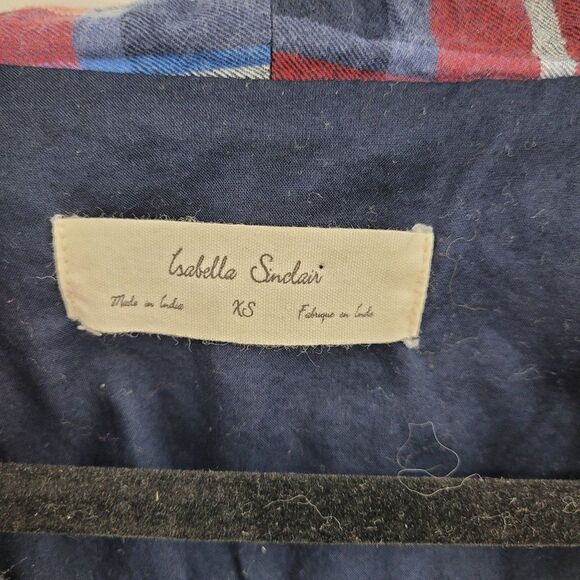 Isabella Sinclair
Made in India XS Fabrique en Inde